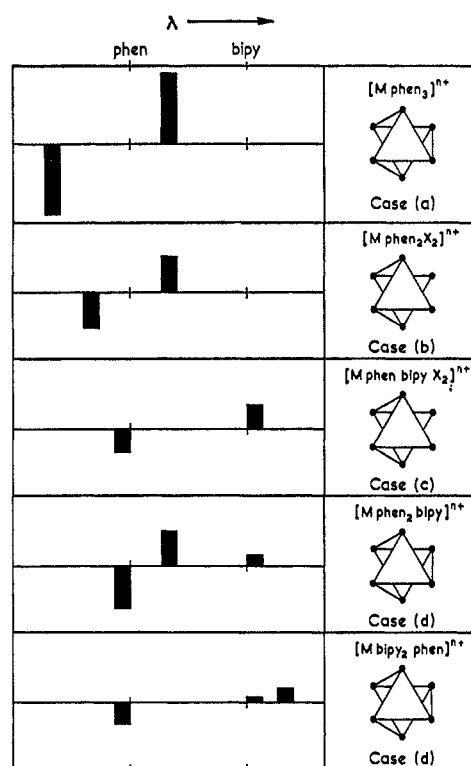 λ
phen bipy
[M phen₃]ⁿ⁺
Case (a)
[M phen₂X₂]ⁿ⁺
Case (b)
[M phen bipy X₂]ⁿ⁺
Case (c)
[M phen₂ bipy]ⁿ⁺
Case (d)
[M bipy₂ phen]ⁿ⁺
Case (d)